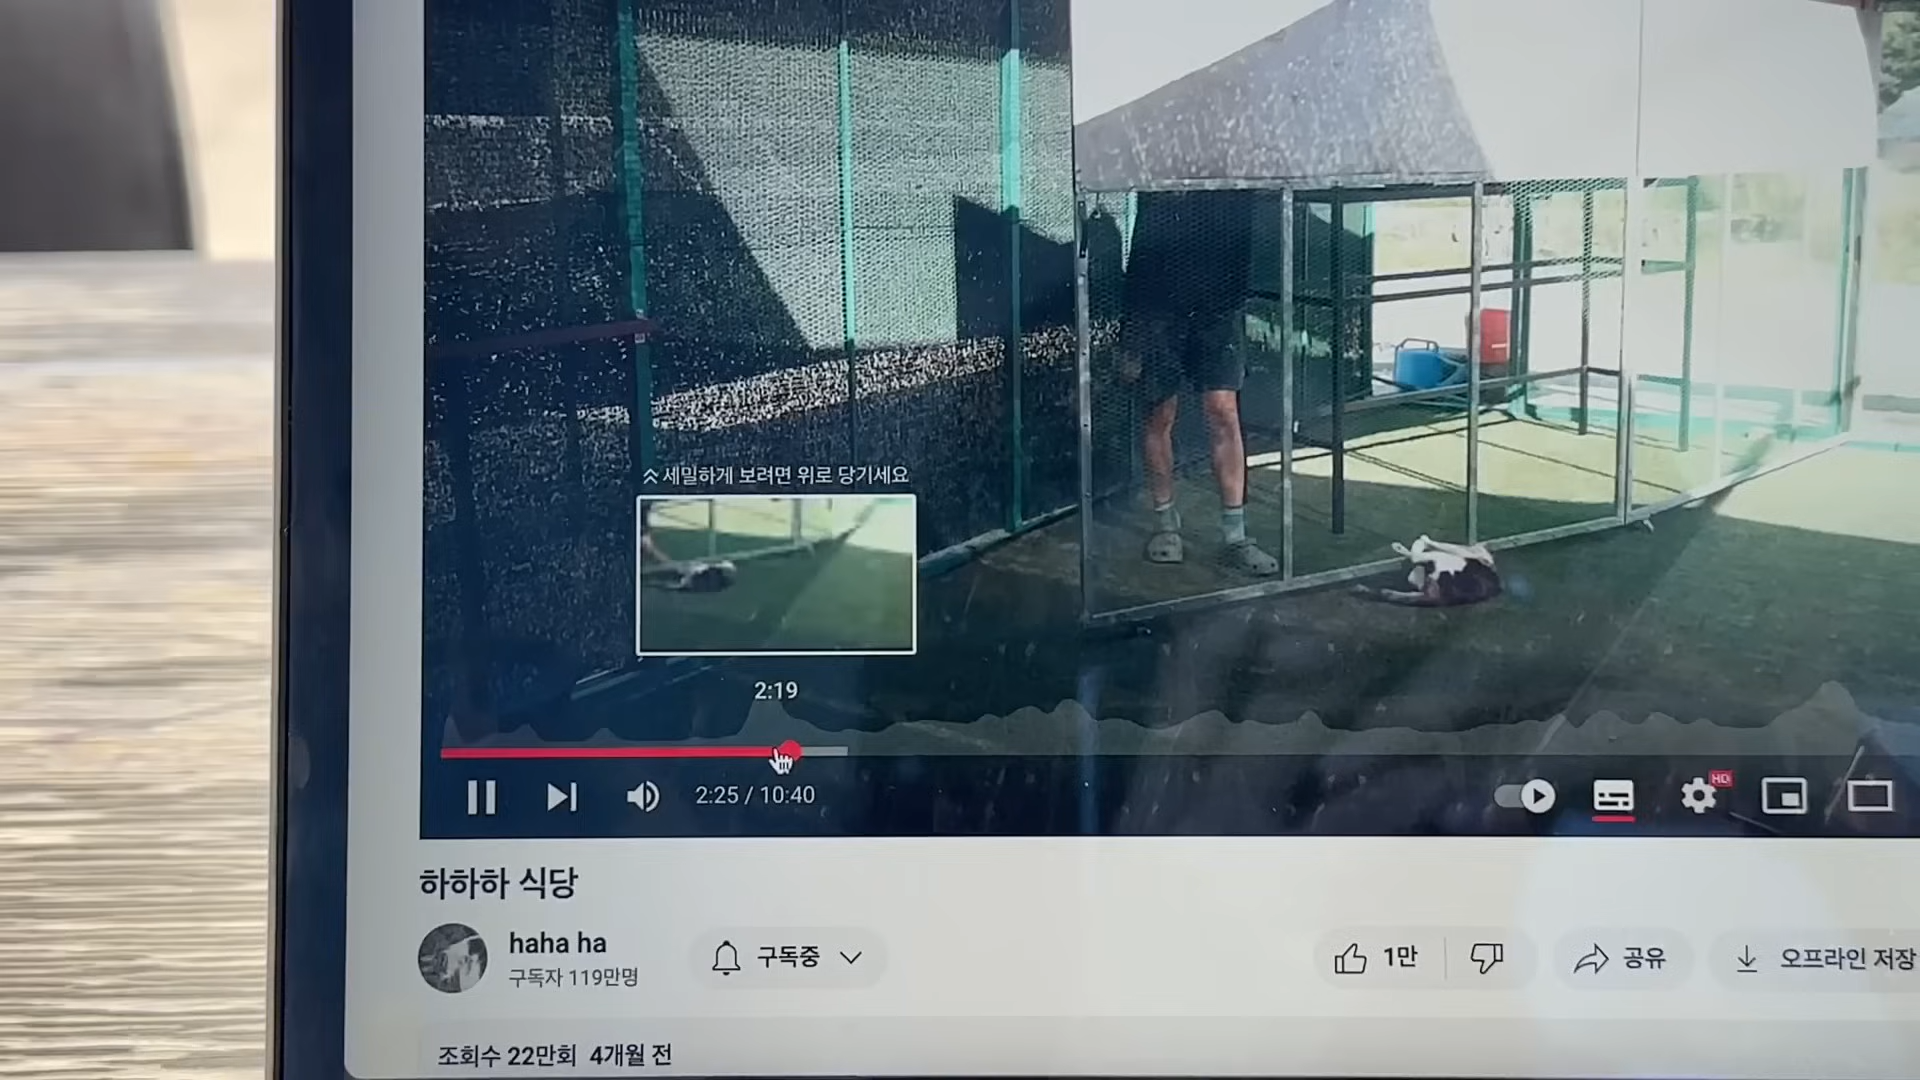 세밀하게 보려면 위로 당기세요
2:19
2:25 / 10:40
HD
하하하 식당
haha ha
구독자 119만명
구독중
1만
공유
오프라인 저장
조회수 22만회 4개월 전